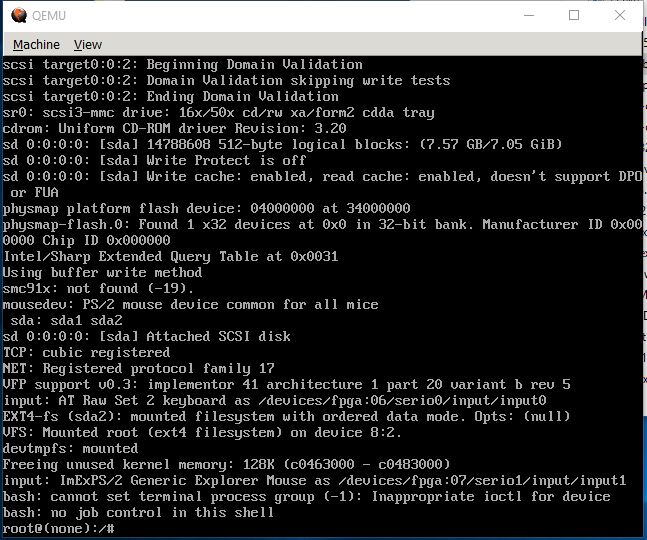 QEMU
Machine View
scsi target0:0:2: Beginning Domain Validation
scsi target0:0:2: Domain Validation skipping write tests
scsi target0:0:2: Ending Domain Validation
sr0: scsi3-mmc drive: 16x/50x cd/rw xa/form2 cdda tray
cdrom: Uniform CD-ROM driver Revision: 3.20
sd 0:0:0:0: [sda] 14788608 512-byte logical blocks: (7.57 GB/7.05 GiB)
sd 0:0:0:0: [sda] Write Protect is off
sd 0:0:0:0: [sda] Write cache: enabled, read cache: enabled, doesn't support DPO
 or FUA
physmap platform flash device: 04000000 at 34000000
physmap-flash.0: Found 1 x32 devices at 0x0 in 32-bit bank. Manufacturer ID 0x00
0000 Chip ID 0x000000
Intel/Sharp Extended Query Table at 0x0031
Using buffer write method
smc91x: not found (-19).
mousedev: PS/2 mouse device common for all mice
 sda: sda1 sda2
sd 0:0:0:0: [sda] Attached SCSI disk
TCP: cubic registered
NET: Registered protocol family 17
VFP support v0.3: implementor 41 architecture 1 part 20 variant b rev 5
input: AT Raw Set 2 keyboard as /devices/fpga:06/serio0/input/input0
EXT4-fs (sda2): mounted filesystem with ordered data mode. Opts: (null)
VFS: Mounted root (ext4 filesystem) on device 8:2.
devtmpfs: mounted
Freeing unused kernel memory: 128K (c0463000 - c0483000)
input: ImExPS/2 Generic Explorer Mouse as /devices/fpga:07/serio1/input/input1
bash: cannot set terminal process group (-1): Inappropriate ioctl for device
bash: no job control in this shell
root@(none):/#